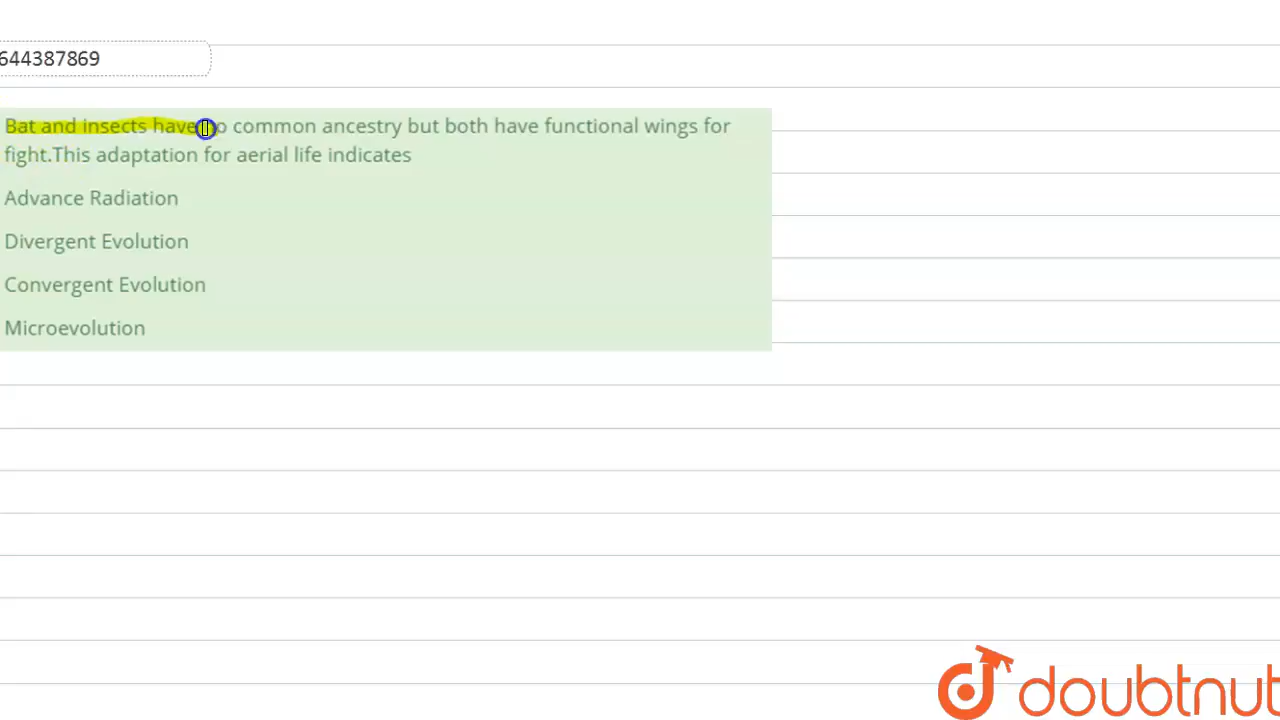 644387869
Bat and insects have o common ancestry but both have functional wings for
fight.This adaptation for aerial life indicates
Advance Radiation
Divergent Evolution
Convergent Evolution
Microevolution
doubtnut